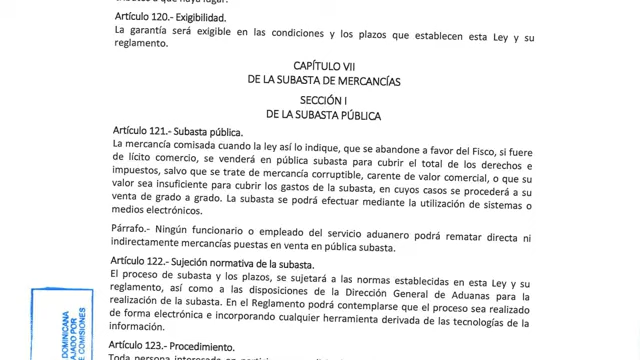 Artículo 120.- Exigibilidad.
La garantía será exigible en las condiciones y los plazos que establecen esta Ley y su
reglamento.
CAPÍTULO VII
DE LA SUBASTA DE MERCANCÍAS
SECCIÓN I
DE LA SUBASTA PÚBLICA
Artículo 121.- Subasta pública.
La mercancía comisada cuando la ley así lo indique, que se abandone a favor del Fisco, si fuere
de lícito comercio, se venderá en pública subasta para cubrir el total de los derechos e
impuestos, salvo que se trate de mercancía corruptible, carente de valor comercial, o que su
valor sea insuficiente para cubrir los gastos de la subasta, en cuyos casos se procederá a su
venta de grado a grado. La subasta se podrá efectuar mediante la utilización de sistemas o
medios electrónicos.
Párrafo.- Ningún funcionario o empleado del servicio aduanero podrá rematar directa ni
indirectamente mercancías puestas en venta en pública subasta.
Artículo 122.- Sujeción normativa de la subasta.
El proceso de subasta y los plazos, se sujetará a las normas establecidas en esta Ley y su
reglamento, así como a las disposiciones de la Dirección General de Aduanas para la
realización de la subasta. En el Reglamento podrá contemplarse que el proceso sea realizado
de forma electrónica e incorporando cualquier herramienta derivada de las tecnologías de la
información.
Artículo 123.- Procedimiento.
Toda persona interesada en
DOMINICANA
AJADO POR
E COMISIONES